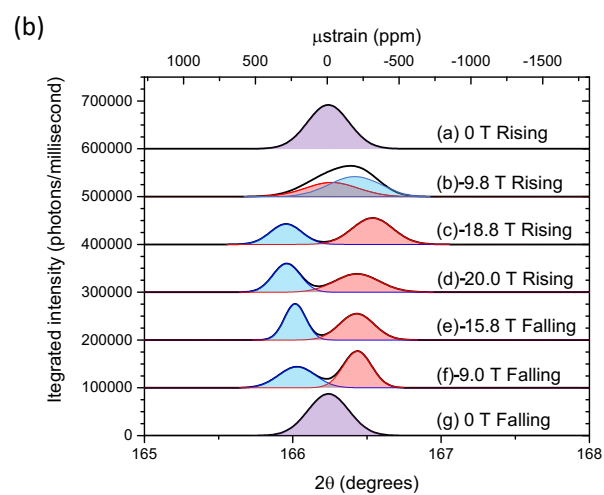 (b)
μstrain (ppm)
1000 500 0 -500 -1000 -1500
Itegrated intensity (photons/millisecond)
700000
600000
500000
400000
300000
200000
100000
0
(a) 0 T Rising
(b)-9.8 T Rising
(c)-18.8 T Rising
(d)-20.0 T Rising
(e)-15.8 T Falling
(f)-9.0 T Falling
(g) 0 T Falling
165 166 167 168
2θ (degrees)